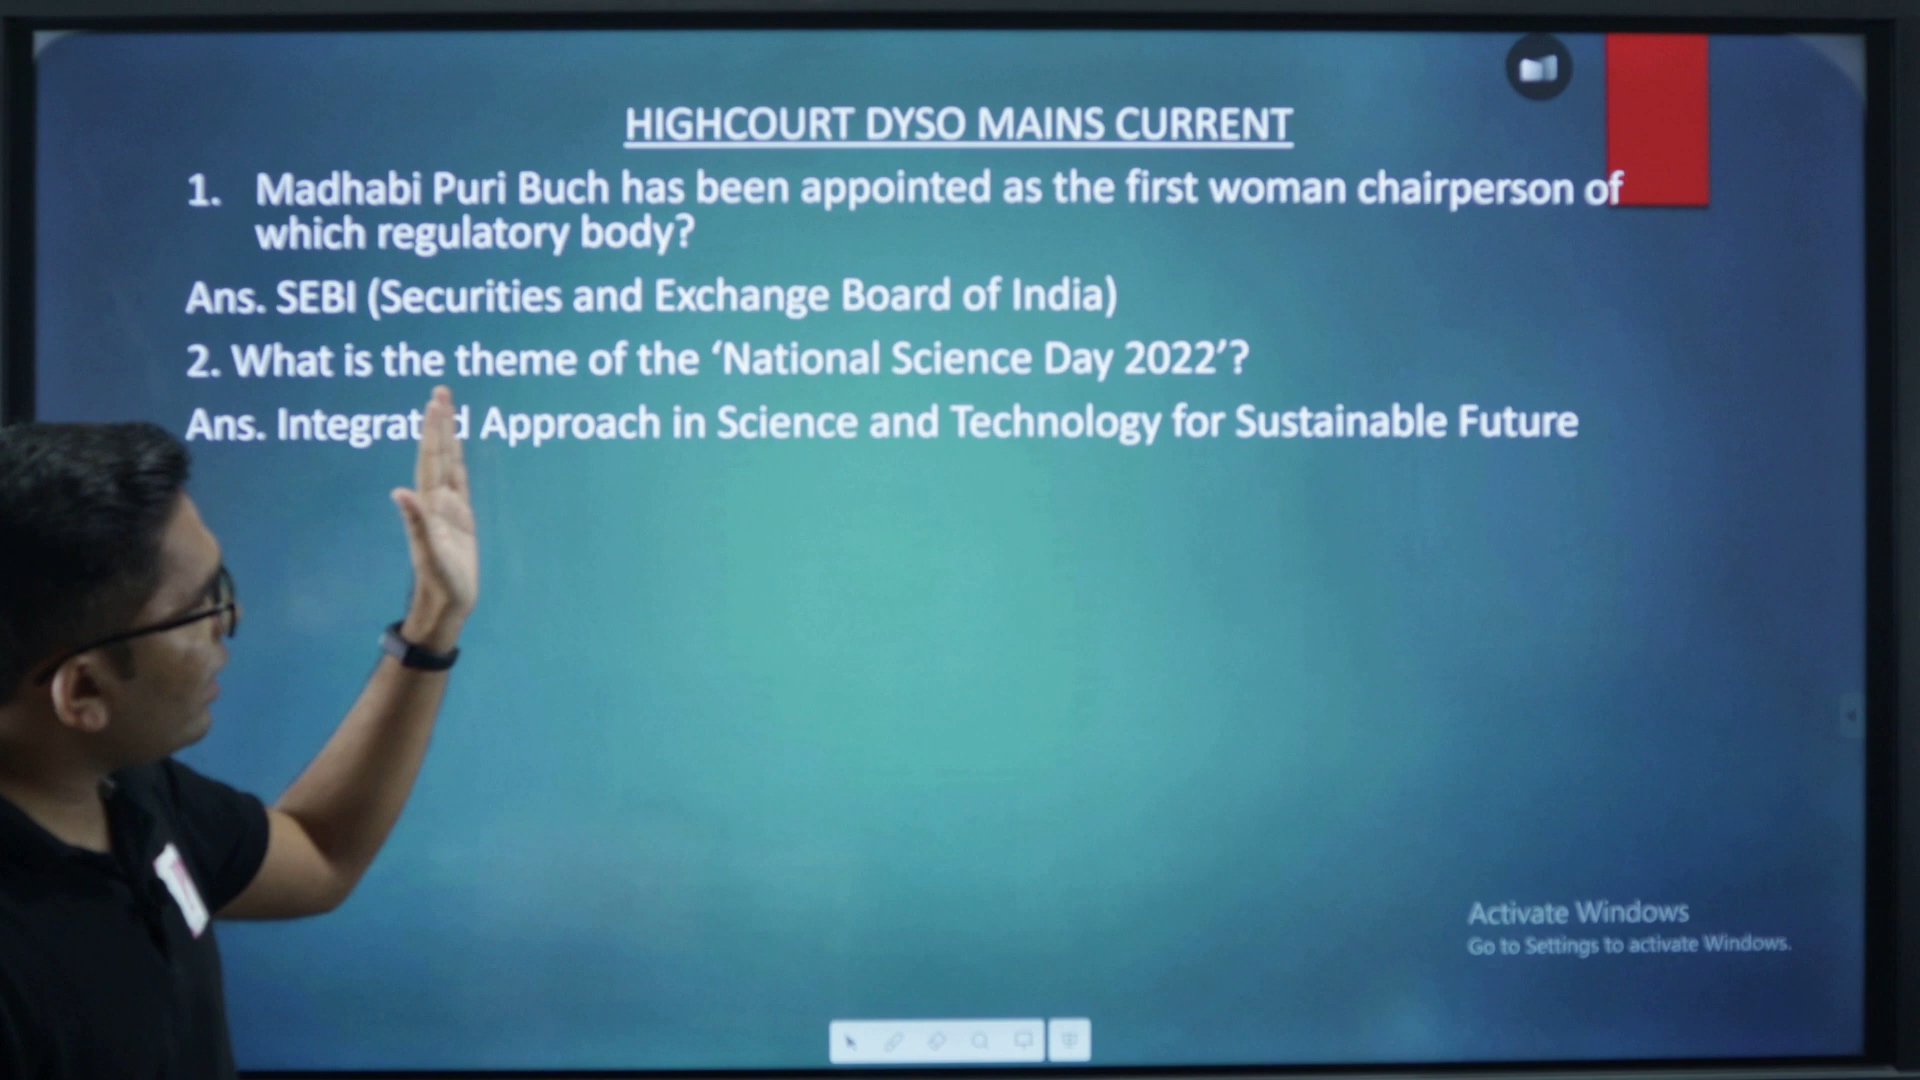 HIGHCOURT DYSO MAINS CURRENT
1. Madhabi Puri Buch has been appointed as the first woman chairperson of
which regulatory body?
Ans. SEBI (Securities and Exchange Board of India)
2. What is the theme of the ‘National Science Day 2022’?
Ans. Integrated Approach in Science and Technology for Sustainable Future
Activate Windows
Go to Settings to activate Windows.